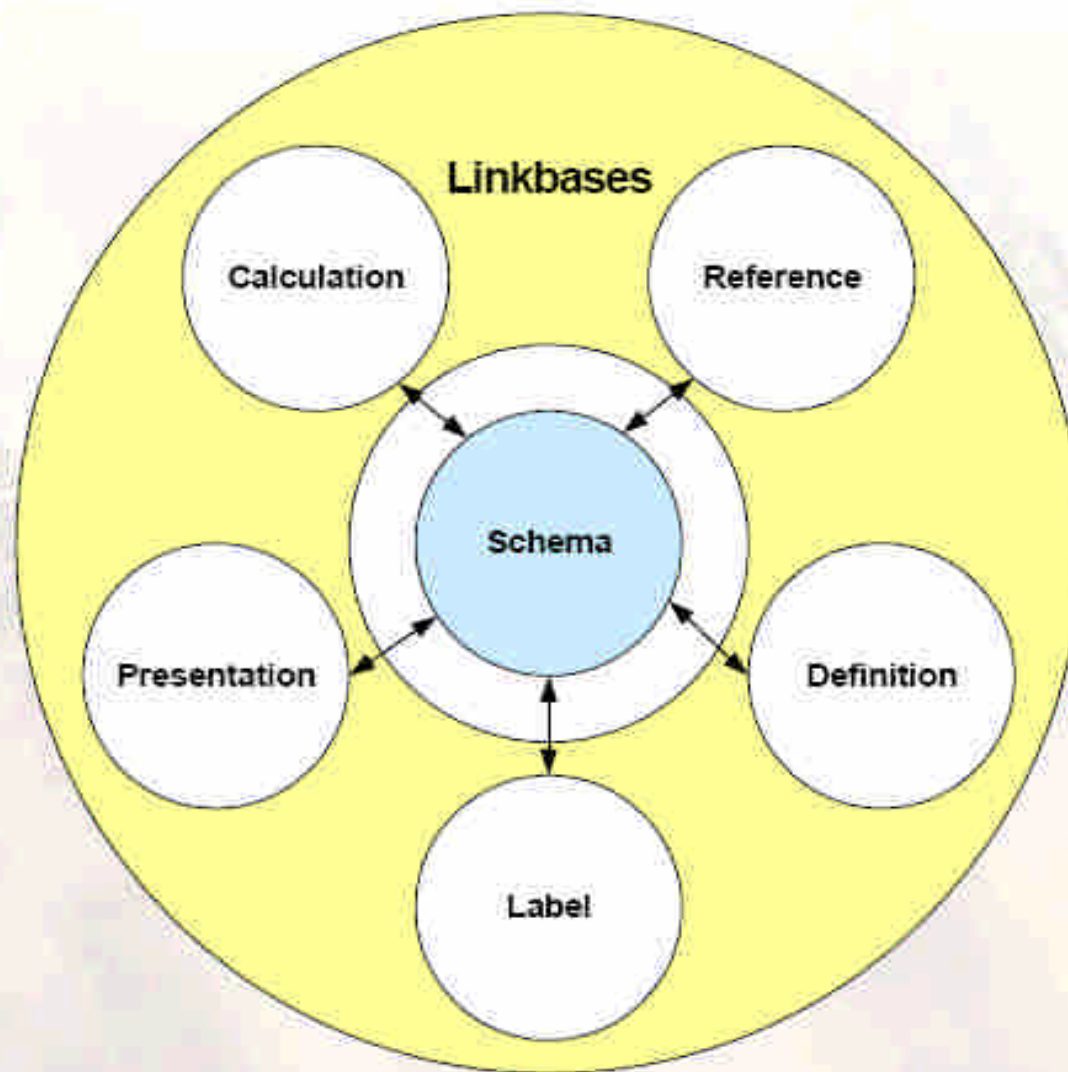 Linkbases
Calculation
Reference
Schema
Presentation
Definition
Label